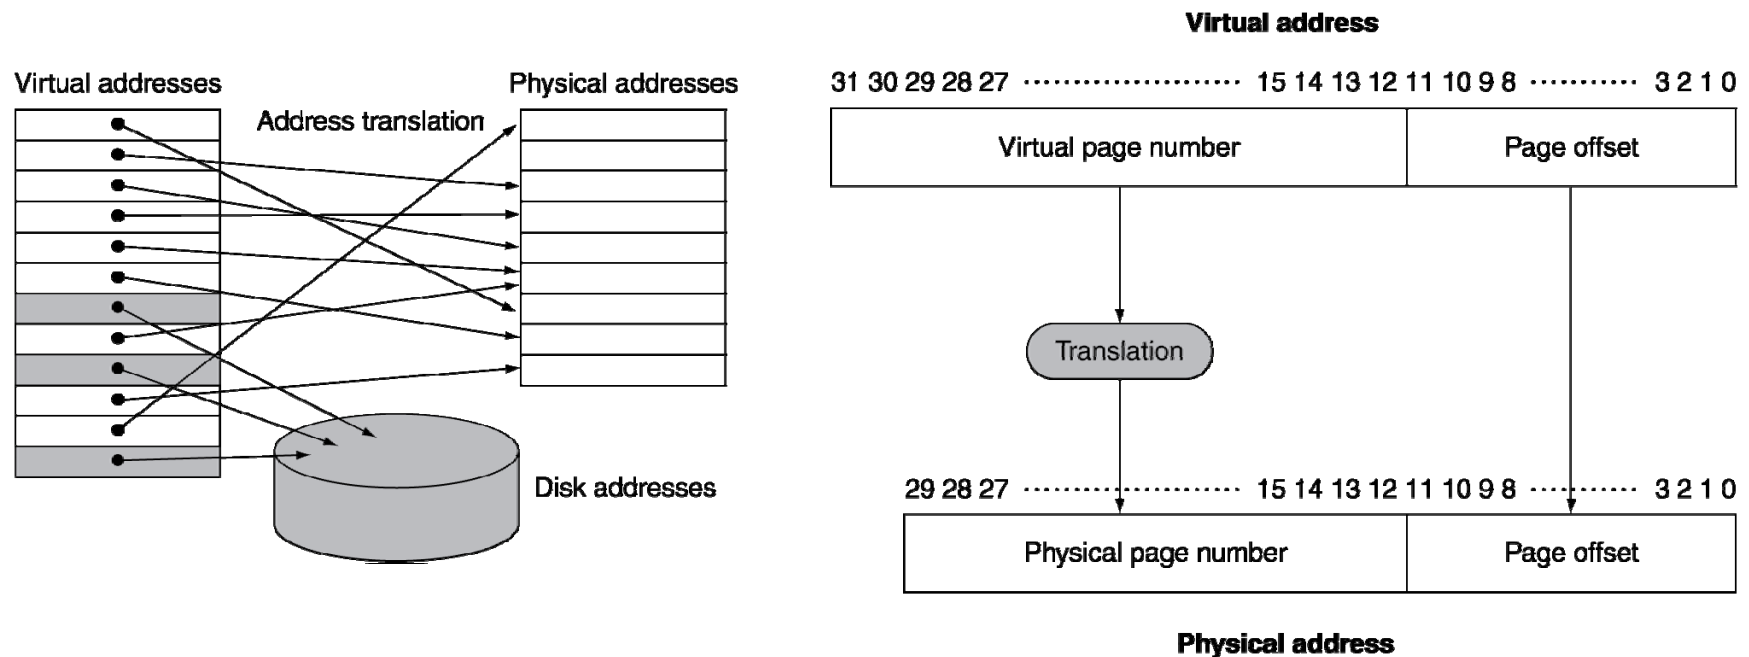 Virtual addresses
Address translation
Physical addresses
Disk addresses
Virtual address
31 30 29 28 27 ........................ 15 14 13 12 11 10 9 8 ........... 3 2 1 0
Virtual page number
Page offset
Translation
29 28 27 ........................ 15 14 13 12 11 10 9 8 ........... 3 2 1 0
Physical page number
Page offset
Physical address